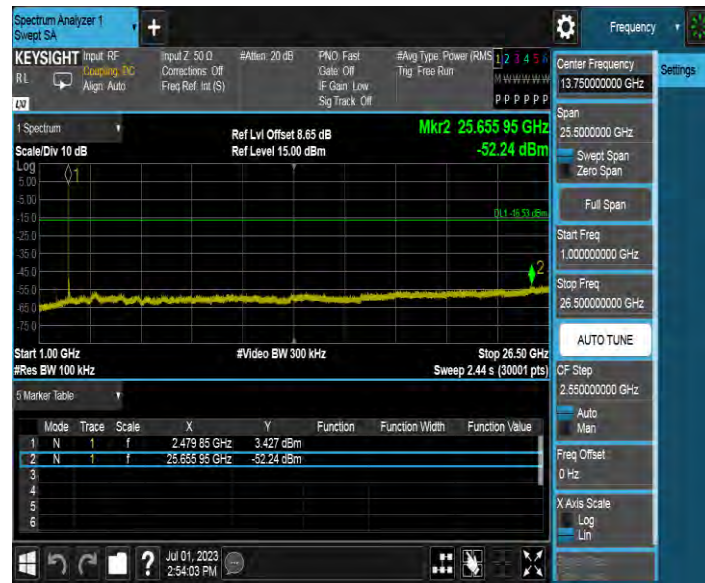 Spectrum Analyzer 1
Swept SA
+
Frequency
KEYSIGHT
RL
LXI
Input: RF
Coupling: DC
Align: Auto
Input Z: 50 Ω
Corrections: Off
Freq Ref: Int (S)
#Atten: 20 dB
PNO: Fast
Gate: Off
IF Gain: Low
Sig Track: Off
#Avg Type: Power (RMS
Trig: Free Run
1 2 3 4 5 6
M W W W W W
P P P P P P
1 Spectrum
Scale/Div 10 dB
Ref Lvl Offset 8.65 dB
Ref Level 15.00 dBm
Mkr2 25.655 95 GHz
-52.24 dBm
Log
5.00
-5.00
-15.0
-25.0
-35.0
-45.0
-55.0
-65.0
-75.0
1
2
Start 1.00 GHz
#Res BW 100 kHz
#Video BW 300 kHz
Stop 26.50 GHz
Sweep 2.44 s (30001 pts)
5 Marker Table
Mode Trace Scale X Y Function Function Width Function Value
1 N 1 f 2.479 85 GHz 3.427 dBm
2 N 1 f 25.655 95 GHz -52.24 dBm
3
4
5
6
Center Frequency
13.750000000 GHz
Settings
Span
25.5000000 GHz
Swept Span
Zero Span
Full Span
Start Freq
1.000000000 GHz
Stop Freq
26.500000000 GHz
AUTO TUNE
CF Step
2.550000000 GHz
Auto
Man
Freq Offset
0 Hz
X Axis Scale
Log
Lin
?
Jul 01, 2023
2:54:03 PM